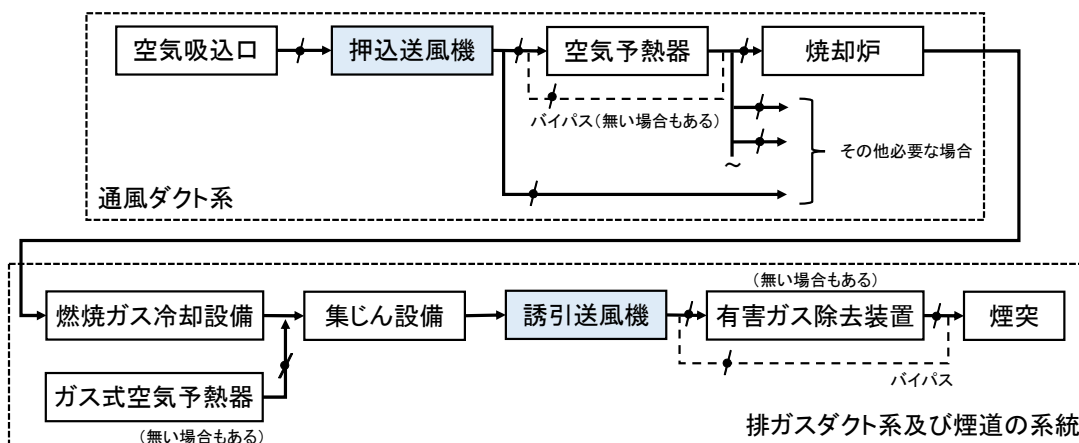 空気吸込口
押込送風機
空気予熱器
焼却炉
バイパス(無い場合もある)
その他必要な場合
~
通風ダクト系
(無い場合もある)
燃焼ガス冷却設備
集じん設備
誘引送風機
有害ガス除去装置
煙突
バイパス
ガス式空気予熱器
(無い場合もある)
排ガスダクト系及び煙道の系統